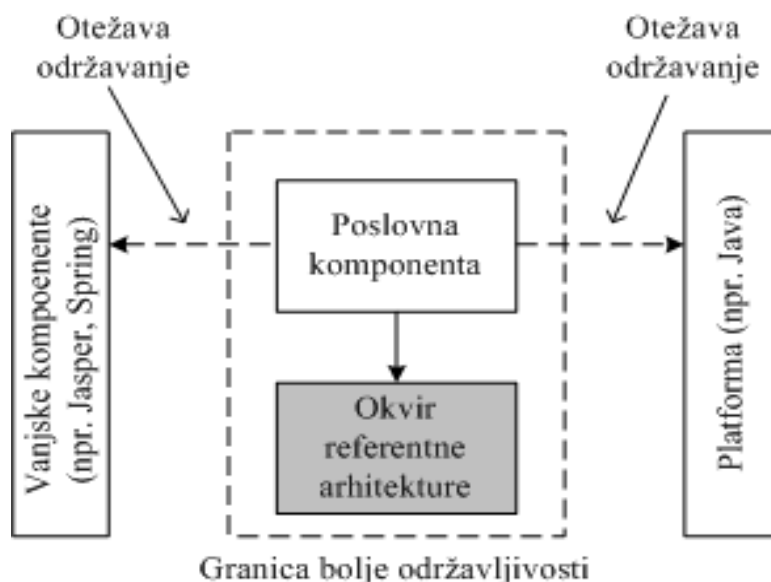 Otežava
održavanje
Otežava
održavanje
Vanjske kompoenente
(npr. Jasper, Spring)
Poslovna
komponenta
Okvir
referentne
arhitekture
Platforma (npr. Java)
Granica bolje održavljivosti